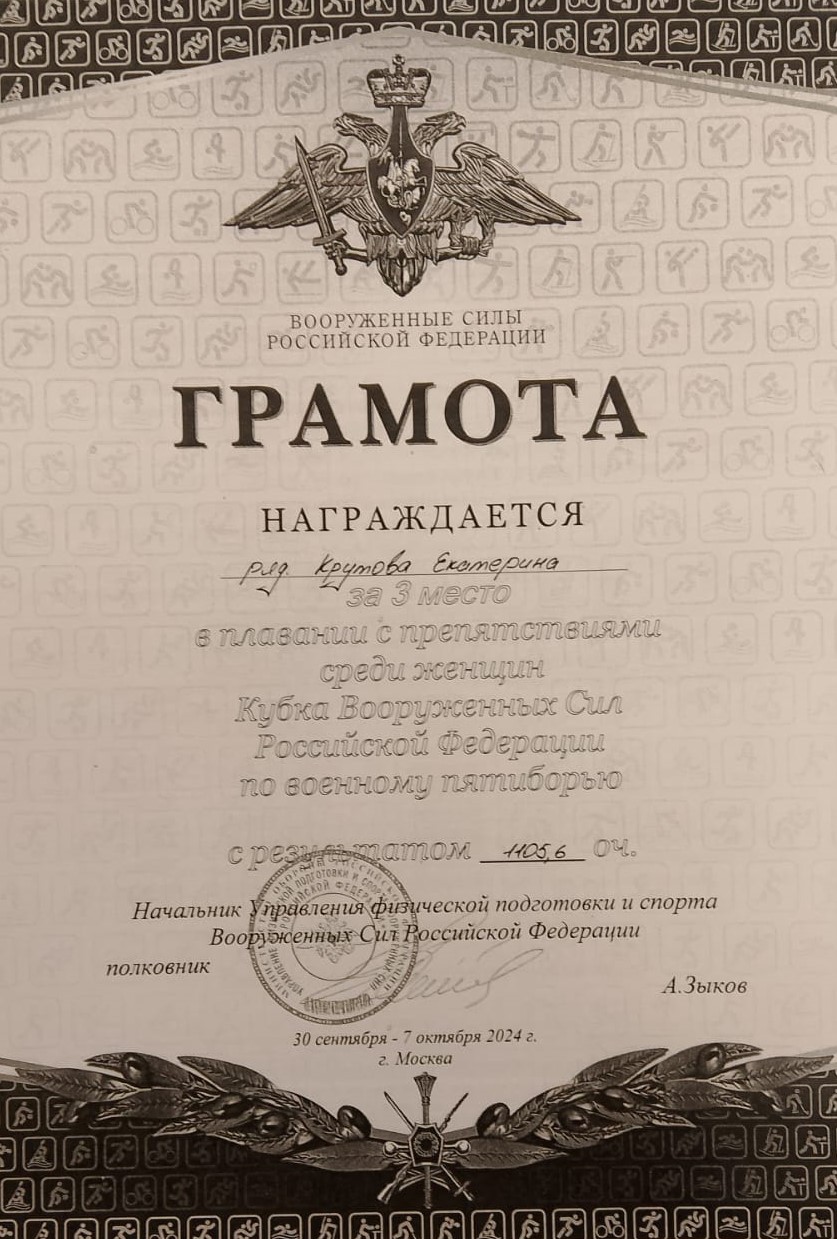 ВООРУЖЕННЫЕ СИЛЫ
РОССИЙСКОЙ ФЕДЕРАЦИИ
ГРАМОТА
НАГРАЖДАЕТСЯ
ряд. Крутова Екатерина
за 3 место
в плавании с препятствиями
среди женщин
Кубка Вооруженных Сил
Российской Федерации
по военному пятиборью
с результатом 1105,6 оч.
Начальник Управления физической подготовки и спорта
Вооруженных Сил Российской Федерации
полковник
А.Зыков
30 сентября - 7 октября 2024 г.
г. Москва